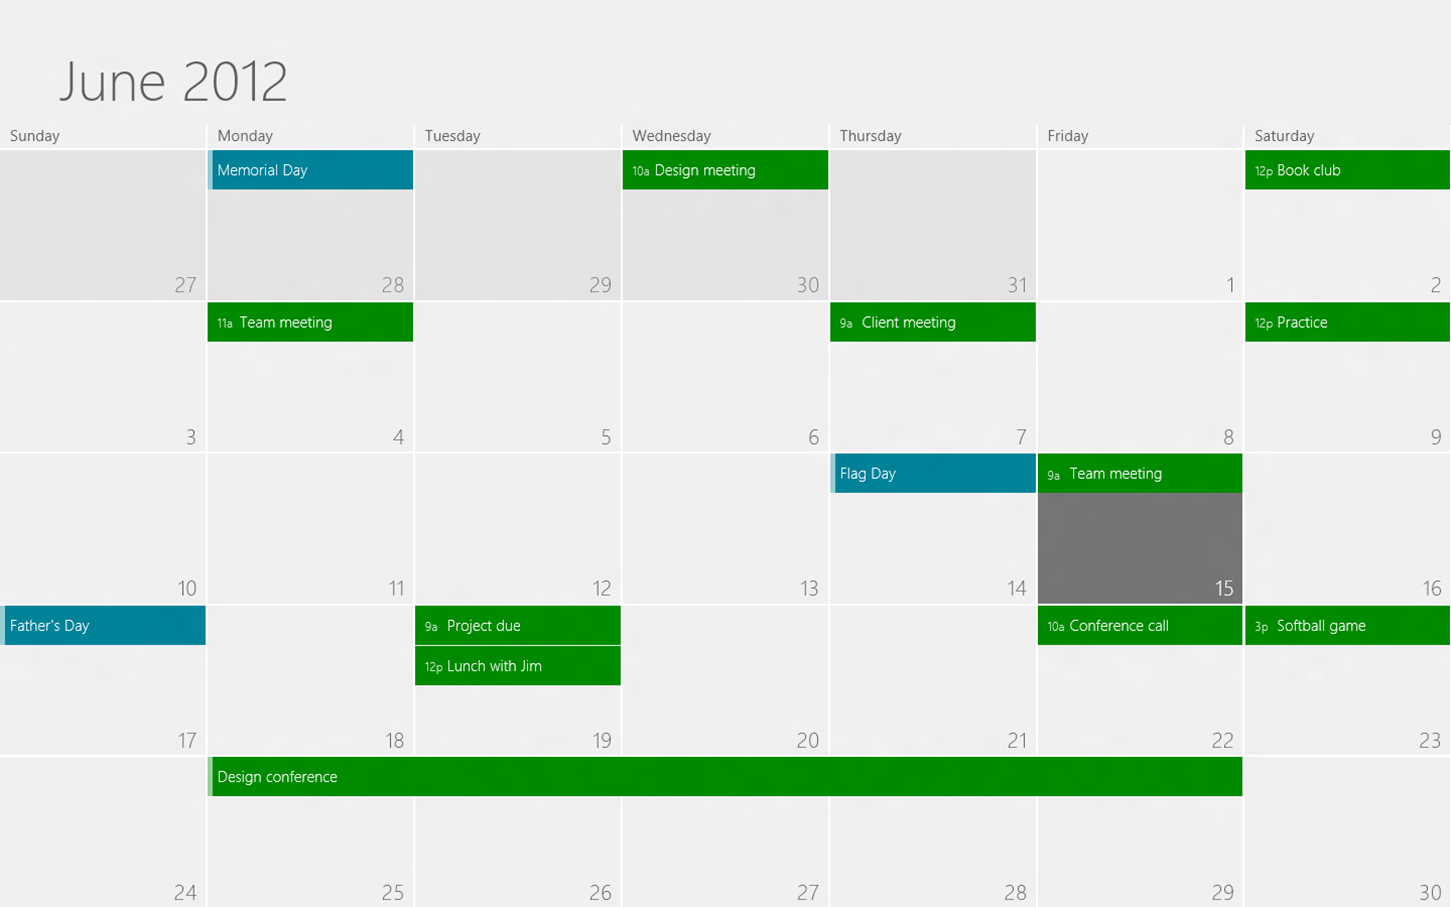 June 2012
Sunday Monday Tuesday Wednesday Thursday Friday Saturday
Memorial Day 10a Design meeting 12p Book club
27 28 29 30 31 1 2
11a Team meeting 9a Client meeting 12p Practice
3 4 5 6 7 8 9
Flag Day 9a Team meeting
10 11 12 13 14 15 16
Father's Day 9a Project due 10a Conference call 3p Softball game
12p Lunch with Jim
17 18 19 20 21 22 23
Design conference
24 25 26 27 28 29 30